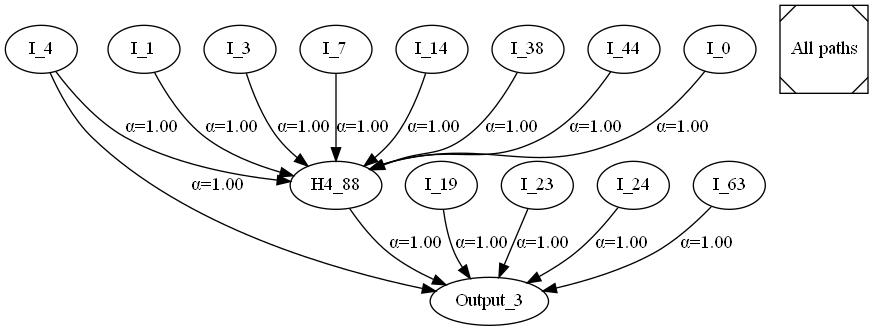 I_4 I_1 I_3 I_7 I_14 I_38 I_44 I_0 All paths
α=1.00 α=1.00 α=1.00 α=1.00 α=1.00 α=1.00 α=1.00 α=1.00
α=1.00 H4_88 I_19 I_23 I_24 I_63
α=1.00 α=1.00 α=1.00 α=1.00 α=1.00
Output_3